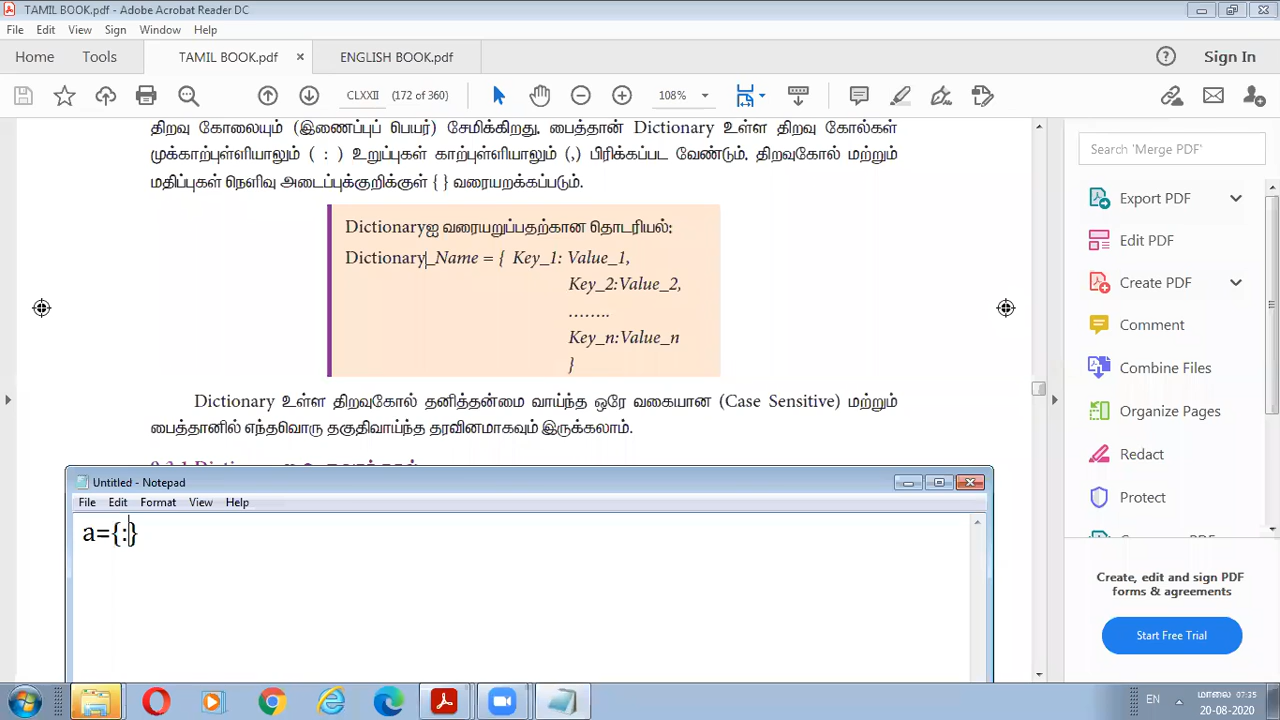 TAMIL BOOK.pdf - Adobe Acrobat Reader DC
File Edit View Sign Window Help
Home Tools TAMIL BOOK.pdf × ENGLISH BOOK.pdf Sign In
CLXXII (172 of 360) 108%
திறவு கோலையும் (இணைப்புப் பெயர்) சேமிக்கிறது. பைத்தான் Dictionary உள்ள திறவு கோல்கள்
முக்காற்புள்ளியாலும் ( : ) உறுப்புகள் காற்புள்ளியாலும் (,) பிரிக்கப்பட வேண்டும். திறவுகோல் மற்றும்
மதிப்புகள் நெளிவு அடைப்புக்குறிக்குள் { } வரையறக்கப்படும்.
Dictionaryஐ வரையறுப்பதற்கான தொடரியல்:
Dictionary_Name = { Key_1: Value_1,
Key_2:Value_2,
……..
Key_n:Value_n
}
Dictionary உள்ள திறவுகோல் தனித்தன்மை வாய்ந்த ஒரே வகையான (Case Sensitive) மற்றும்
பைத்தானில் எந்தவொரு தகுதிவாய்ந்த தரவினமாகவும் இருக்கலாம்.
Search 'Merge PDF'
Export PDF
Edit PDF
Create PDF
Comment
Combine Files
Organize Pages
Redact
Protect
Create, edit and sign PDF
forms & agreements
Start Free Trial
Untitled - Notepad
File Edit Format View Help
a={:}
EN
மாலை 07:25
20-08-2020